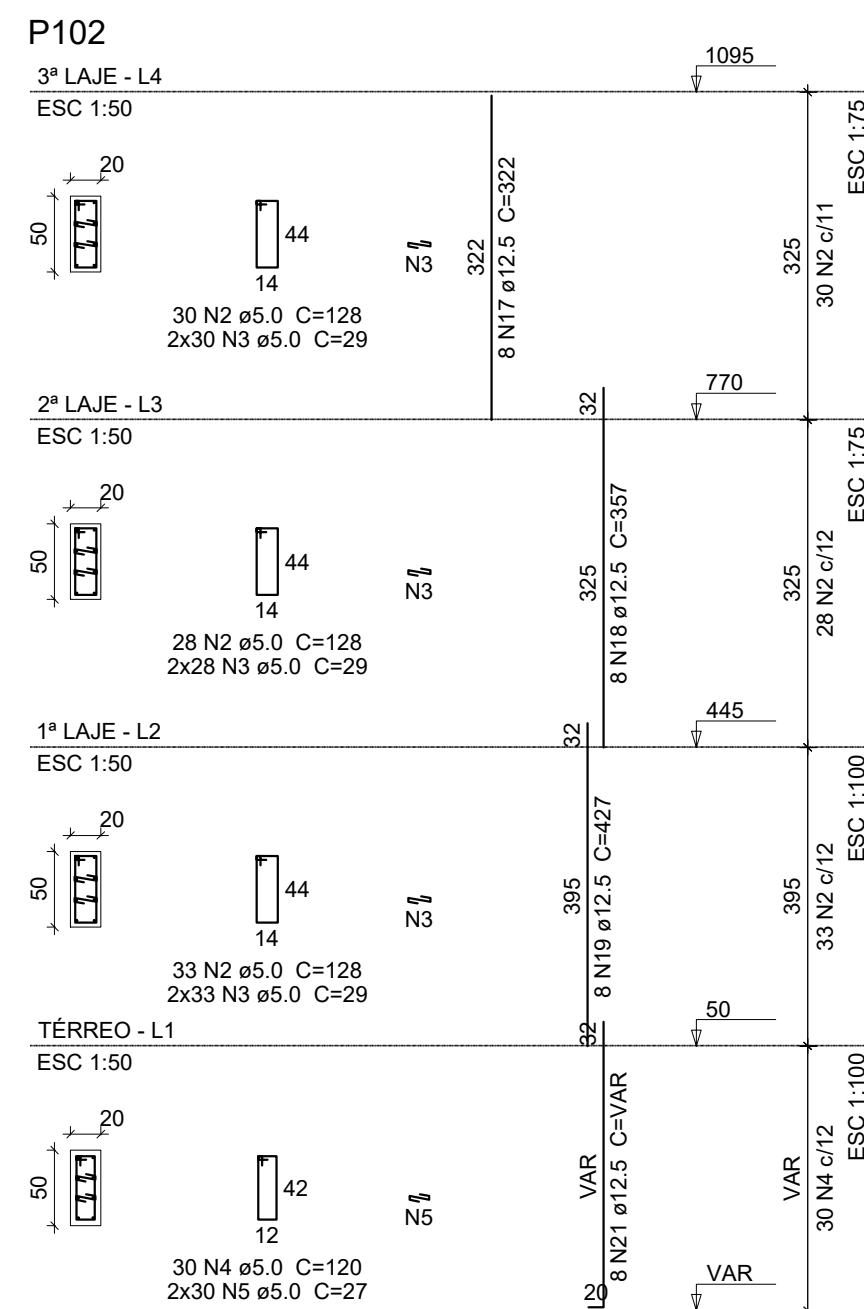 P102
3ª LAJE - L4
ESC 1:50
1095
20
50
44
14
N3
30 N2 ø5.0 C=128
2x30 N3 ø5.0 C=29
322
8 N17 ø12.5 C=322
325
30 N2 c/11
ESC 1:75
2ª LAJE - L3
ESC 1:50
770
32
20
50
44
14
N3
28 N2 ø5.0 C=128
2x28 N3 ø5.0 C=29
325
8 N18 ø12.5 C=357
325
28 N2 c/12
ESC 1:75
1ª LAJE - L2
ESC 1:50
445
32
20
50
44
14
N3
33 N2 ø5.0 C=128
2x33 N3 ø5.0 C=29
395
8 N19 ø12.5 C=427
395
33 N2 c/12
ESC 1:100
TÉRREO - L1
ESC 1:50
50
32
20
50
42
12
N5
30 N4 ø5.0 C=120
2x30 N5 ø5.0 C=27
VAR
8 N21 ø12.5 C=VAR
20
VAR
30 N4 c/12
ESC 1:100
VAR